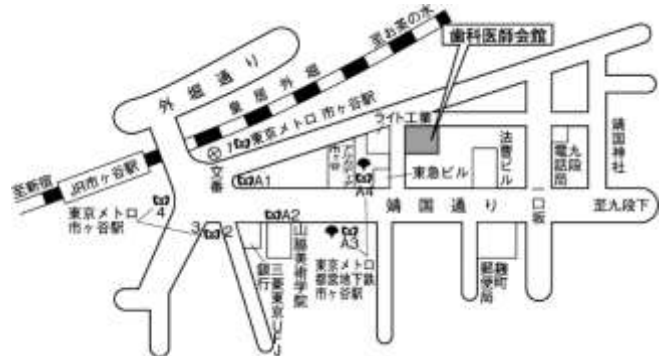 至お茶の水
歯科医師会館
外堀通り
皇居外堀
ライト工業
東京メトロ 市ヶ谷駅
1
交番
JR市ヶ谷駅
至新宿
A1
A4
東急ビル
法曹ビル
九段
電話局
靖国神社
東京メトロ
市ヶ谷駅
4
3
2
A2
A3
靖国通り
一口坂
至九段下
山脇美術学院
三菱東京UFJ
銀行
東京メトロ
都営地下鉄
市ヶ谷駅
麹町
郵便局